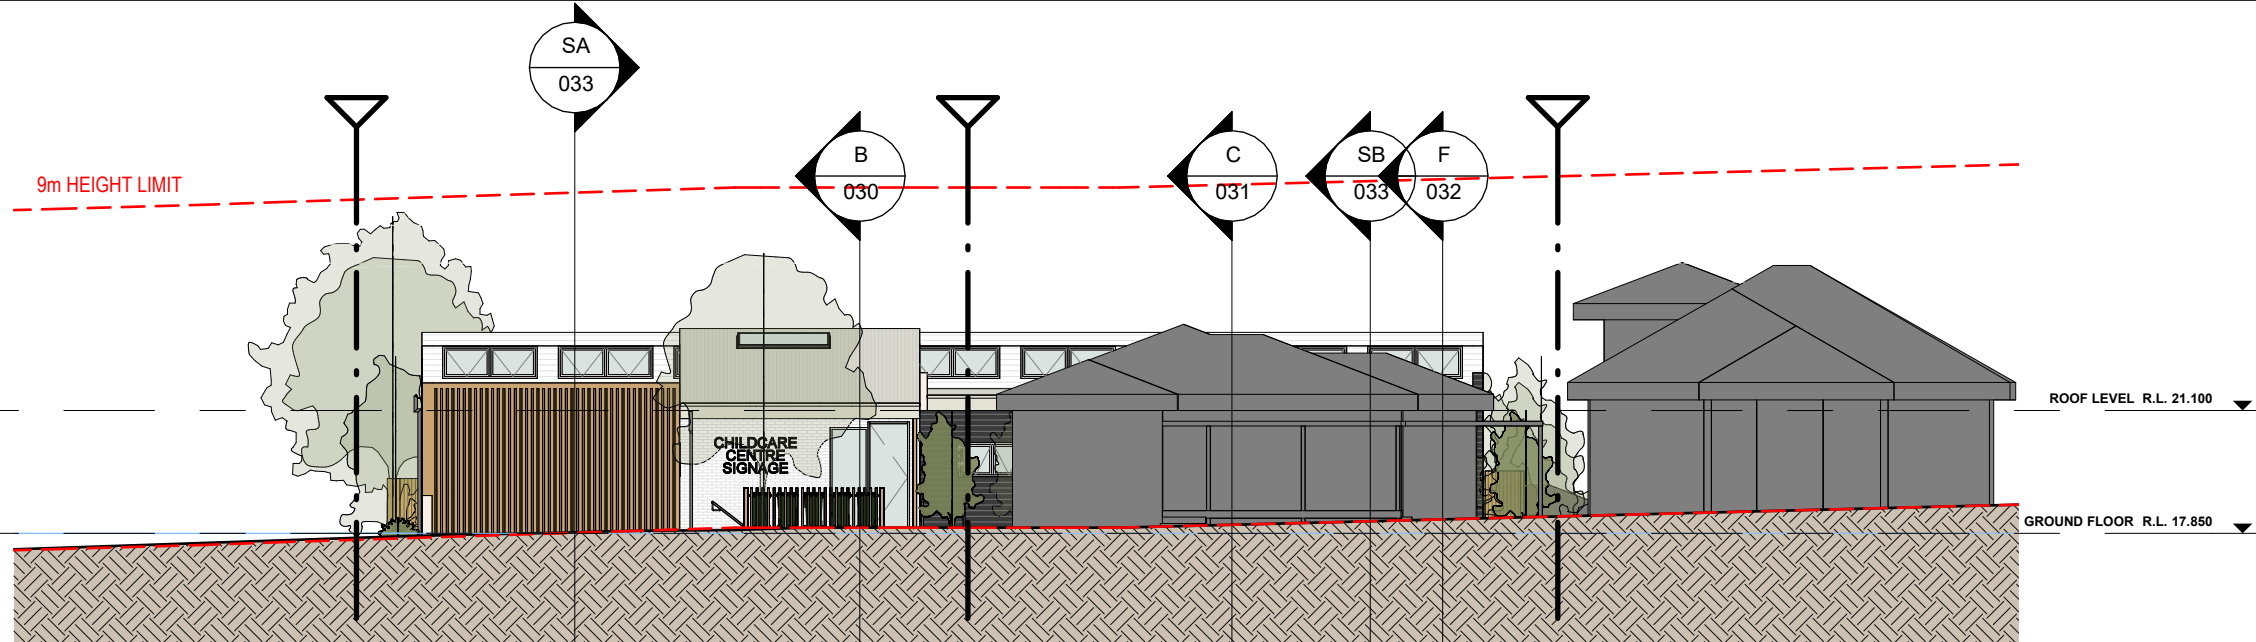 SA
033
9m HEIGHT LIMIT
B
030
C
031
SB
033
F
032
ROOF LEVEL R.L. 21.100
CHILDCARE
CENTRE
SIGNAGE
GROUND FLOOR R.L. 17.850